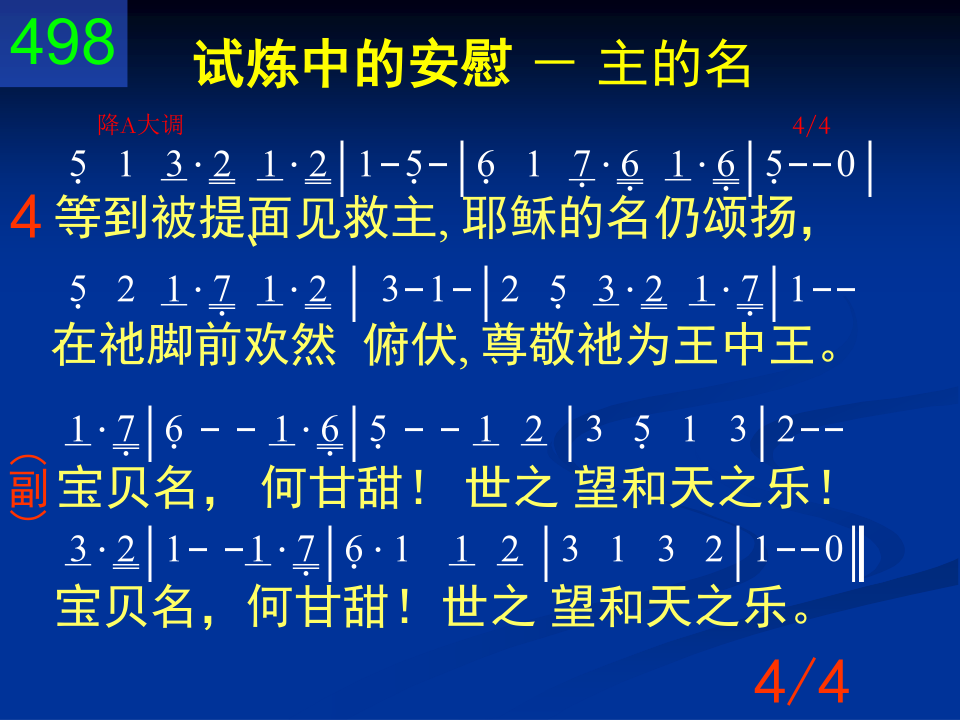 498
试炼中的安慰 － 主的名
降A大调 4/4
5̣ 1 3·2 1·2│1-5̣-│6̣ 1 7̣·6̣ 1·6̣│5̣--0│
4 等到被提、面见救主, 耶稣的名仍颂扬，
5̣ 2 1·7̣ 1·2│ 3-1-│2 5̣ 3·2 1·7̣│1--
在祂脚前欢然 俯伏, 尊敬祂为王中王。
1·7̣│6̣ - - 1·6̣│5̣ - - 1 2│3 5̣ 1 3│2--
（副） 宝贝名， 何甘甜！ 世之 望和天之乐！
3·2│1- -1·7̣│6̣·1 1 2│3 1 3 2│1--0‖
宝贝名，何甘甜！世之 望和天之乐。
4/4